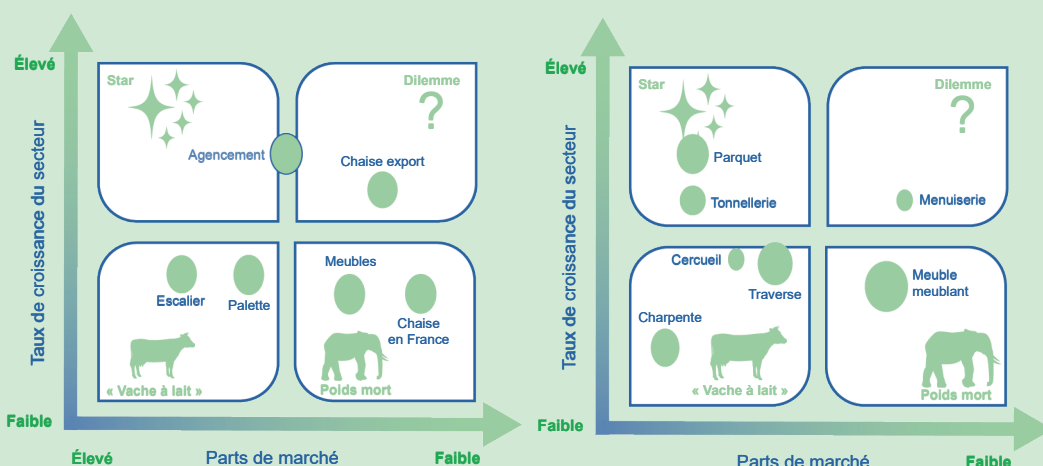 Élevé
Taux de croissance du secteur
Star
Dilemme
?
Agencement
Chaise export
Escalier
Palette
« Vache à lait »
Meubles
Chaise
en France
Poids mort
Faible
Élevé
Parts de marché
Faible
Élevé
Taux de croissance du secteur
Star
Dilemme
?
Parquet
Tonnellerie
Menuiserie
Cercueil
Traverse
Charpente
« Vache à lait »
Meuble
meublant
Poids mort
Faible
Parts de marché
Faible